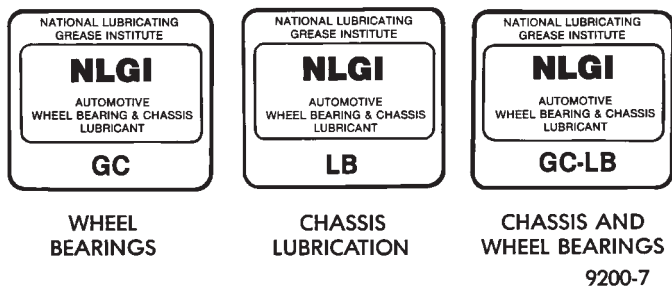 NATIONAL LUBRICATING
GREASE INSTITUTE
NLGI
AUTOMOTIVE
WHEEL BEARING & CHASSIS
LUBRICANT
GC
WHEEL
BEARINGS
NATIONAL LUBRICATING
GREASE INSTITUTE
NLGI
AUTOMOTIVE
WHEEL BEARING & CHASSIS
LUBRICANT
LB
CHASSIS
LUBRICATION
NATIONAL LUBRICATING
GREASE INSTITUTE
NLGI
AUTOMOTIVE
WHEEL BEARING & CHASSIS
LUBRICANT
GC-LB
CHASSIS AND
WHEEL BEARINGS
9200-7